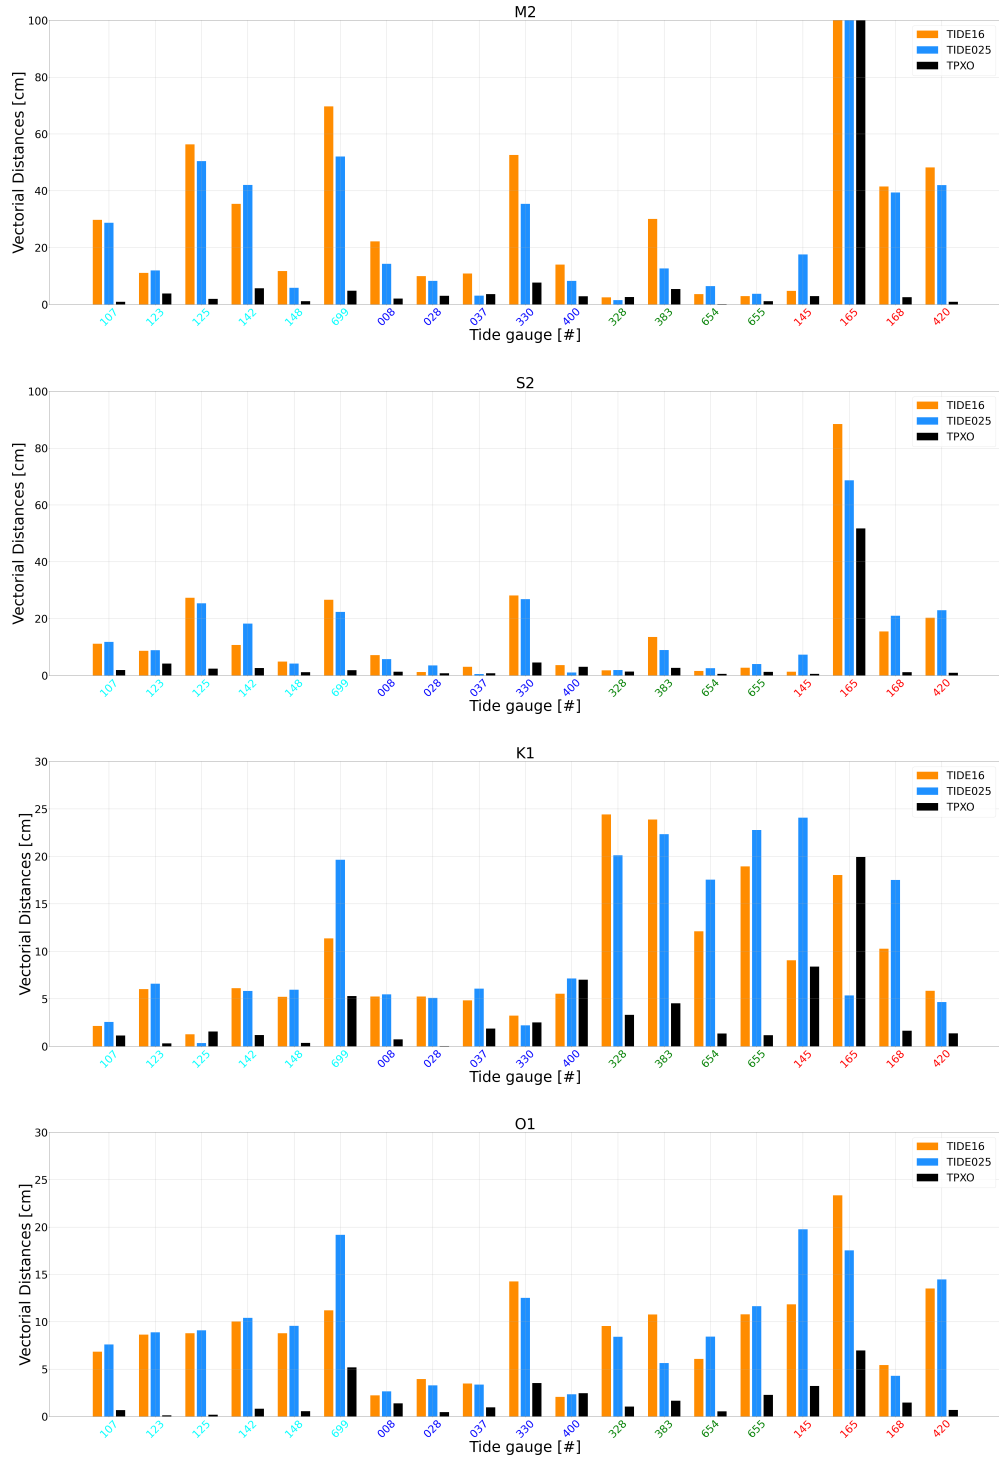 M2
Vectorial Distances [cm]
100
80
60
40
20
0
TIDE16
TIDE025
TPXO
107 123 125 142 148 699 008 028 037 330 400 328 383 654 655 145 165 168 420
Tide gauge [#]
S2
Vectorial Distances [cm]
100
80
60
40
20
0
TIDE16
TIDE025
TPXO
107 123 125 142 148 699 008 028 037 330 400 328 383 654 655 145 165 168 420
Tide gauge [#]
K1
Vectorial Distances [cm]
30
25
20
15
10
5
0
TIDE16
TIDE025
TPXO
107 123 125 142 148 699 008 028 037 330 400 328 383 654 655 145 165 168 420
Tide gauge [#]
O1
Vectorial Distances [cm]
30
25
20
15
10
5
0
TIDE16
TIDE025
TPXO
107 123 125 142 148 699 008 028 037 330 400 328 383 654 655 145 165 168 420
Tide gauge [#]